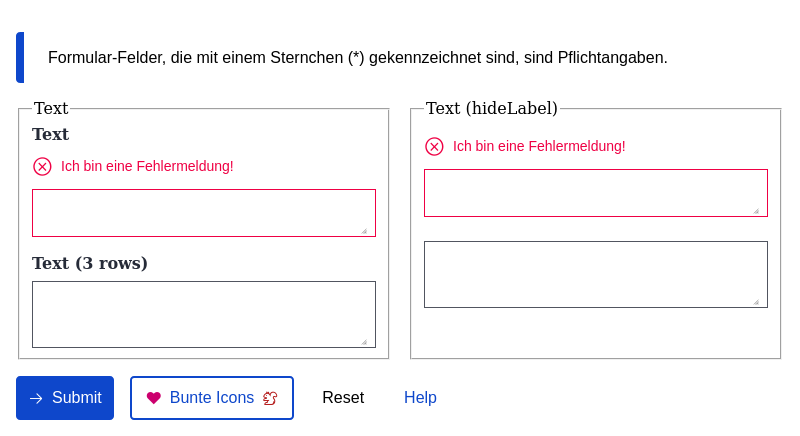 Formular-Felder, die mit einem Sternchen (*) gekennzeichnet sind, sind Pflichtangaben.
Text
Text
Ich bin eine Fehlermeldung!
Text (3 rows)
Text (hideLabel)
Ich bin eine Fehlermeldung!
Submit
Bunte Icons
Reset
Help